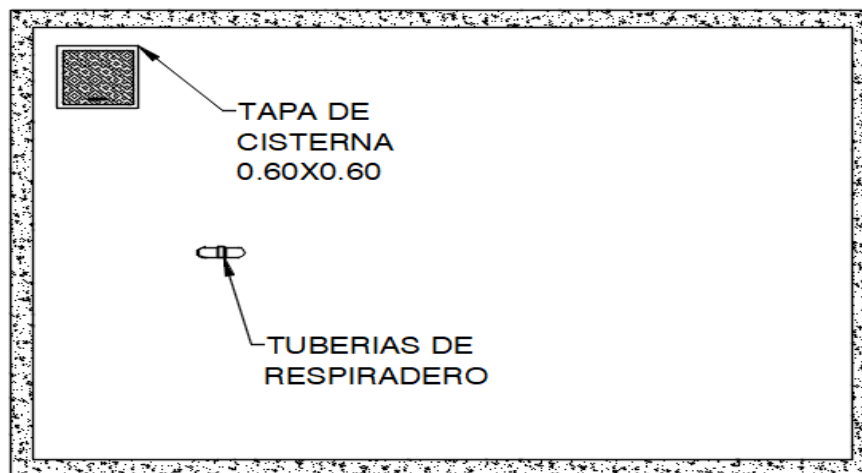 TAPA DE
CISTERNA
0.60X0.60
TUBERIAS DE
RESPIRADERO